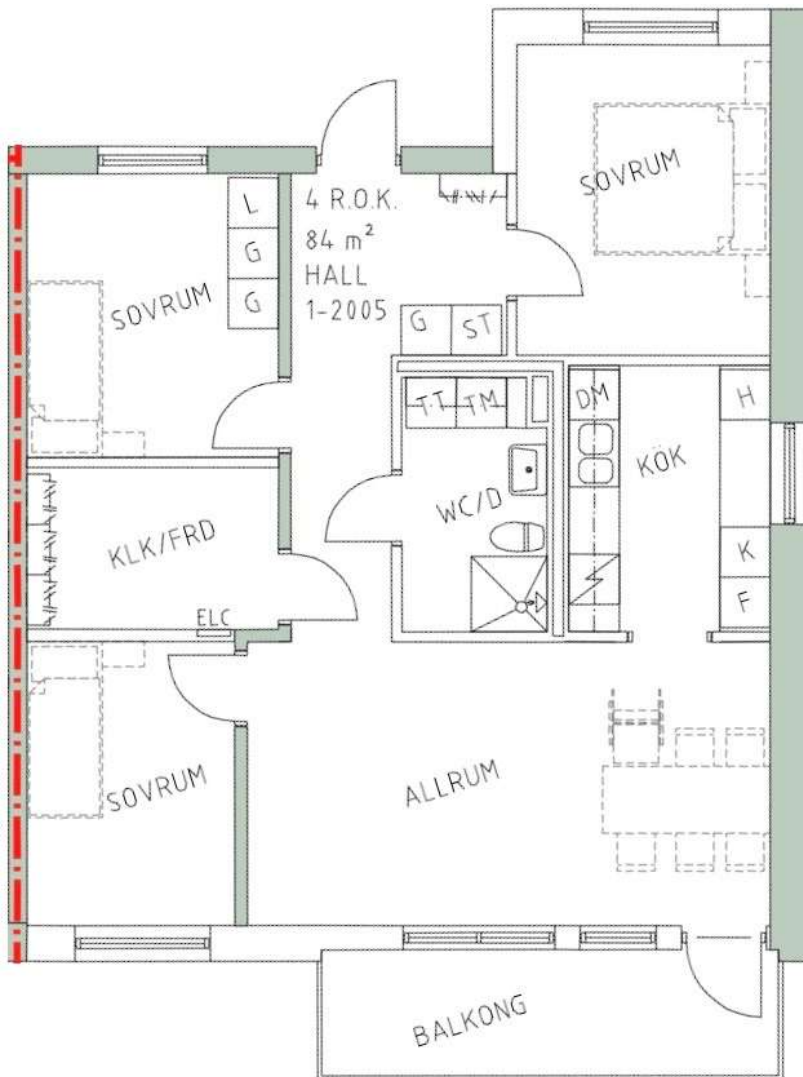 SOVRUM
4 R.O.K.
84 m²
HALL
1-2005
L
G
G
SOVRUM
G
ST
T.T
TM
DM
H
KÖK
WC/D
KLK/FRD
K
F
ELC
SOVRUM
ALLRUM
BALKONG